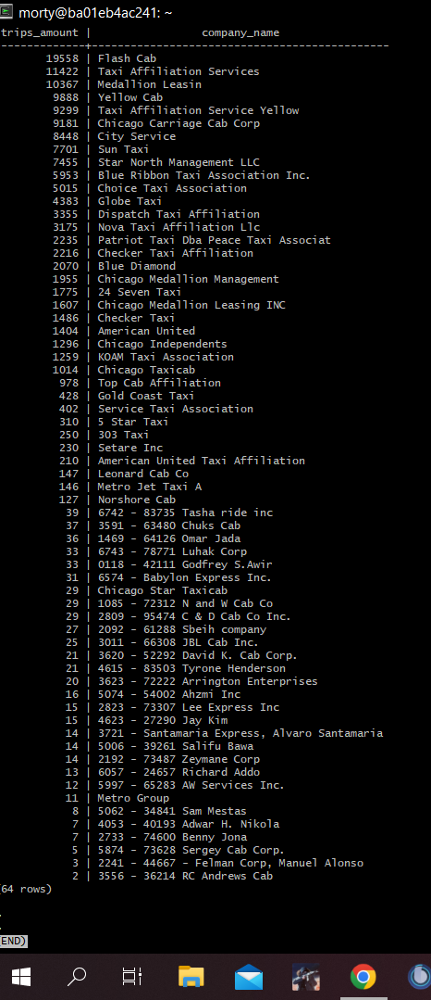 morty@ba01eb4ac241: ~
trips_amount |                company_name
-------------+---------------------------------------------
       19558 | Flash Cab
       11422 | Taxi Affiliation Services
       10367 | Medallion Leasin
        9888 | Yellow Cab
        9299 | Taxi Affiliation Service Yellow
        9181 | Chicago Carriage Cab Corp
        8448 | City Service
        7701 | Sun Taxi
        7455 | Star North Management LLC
        5953 | Blue Ribbon Taxi Association Inc.
        5015 | Choice Taxi Association
        4383 | Globe Taxi
        3355 | Dispatch Taxi Affiliation
        3175 | Nova Taxi Affiliation Llc
        2235 | Patriot Taxi Dba Peace Taxi Associat
        2216 | Checker Taxi Affiliation
        2070 | Blue Diamond
        1955 | Chicago Medallion Management
        1775 | 24 Seven Taxi
        1607 | Chicago Medallion Leasing INC
        1486 | Checker Taxi
        1404 | American United
        1296 | Chicago Independents
        1259 | KOAM Taxi Association
        1014 | Chicago Taxicab
         978 | Top Cab Affiliation
         428 | Gold Coast Taxi
         402 | Service Taxi Association
         310 | 5 Star Taxi
         250 | 303 Taxi
         230 | Setare Inc
         210 | American United Taxi Affiliation
         147 | Leonard Cab Co
         146 | Metro Jet Taxi A
         127 | Norshore Cab
          39 | 6742 - 83735 Tasha ride inc
          37 | 3591 - 63480 Chuks Cab
          36 | 1469 - 64126 Omar Jada
          33 | 6743 - 78771 Luhak Corp
          33 | 0118 - 42111 Godfrey S.Awir
          31 | 6574 - Babylon Express Inc.
          29 | Chicago Star Taxicab
          29 | 1085 - 72312 N and W Cab Co
          29 | 2809 - 95474 C & D Cab Co Inc.
          27 | 2092 - 61288 Sbeih company
          25 | 3011 - 66308 JBL Cab Inc.
          21 | 3620 - 52292 David K. Cab Corp.
          21 | 4615 - 83503 Tyrone Henderson
          20 | 3623 - 72222 Arrington Enterprises
          16 | 5074 - 54002 Ahzmi Inc
          15 | 2823 - 73307 Lee Express Inc
          15 | 4623 - 27290 Jay Kim
          14 | 3721 - Santamaria Express, Alvaro Santamaria
          14 | 5006 - 39261 Salifu Bawa
          14 | 2192 - 73487 Zeymane Corp
          13 | 6057 - 24657 Richard Addo
          12 | 5997 - 65283 AW Services Inc.
          11 | Metro Group
           8 | 5062 - 34841 Sam Mestas
           7 | 4053 - 40193 Adwar H. Nikola
           7 | 2733 - 74600 Benny Jona
           5 | 5874 - 73628 Sergey Cab Corp.
           3 | 2241 - 44667 - Felman Corp, Manuel Alonso
           2 | 3556 - 36214 RC Andrews Cab
(64 rows)
(END)